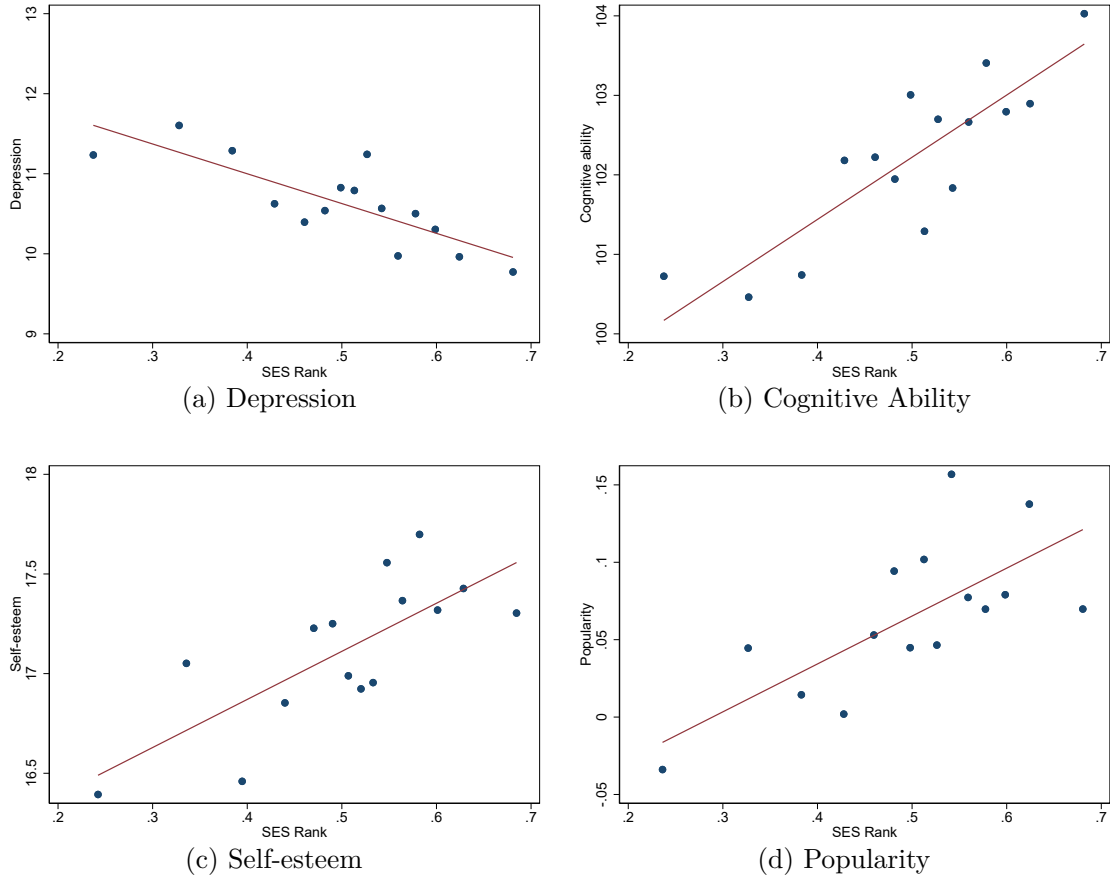 Depression
13
12
11
10
9
.2 .3 .4 .5 .6 .7
SES Rank
(a) Depression
Cognitive ability
104
103
102
101
100
.2 .3 .4 .5 .6 .7
SES Rank
(b) Cognitive Ability
Self-esteem
18
17.5
17
16.5
.2 .3 .4 .5 .6 .7
SES Rank
(c) Self-esteem
Popularity
.15
.1
.05
0
-.05
.2 .3 .4 .5 .6 .7
SES Rank
(d) Popularity